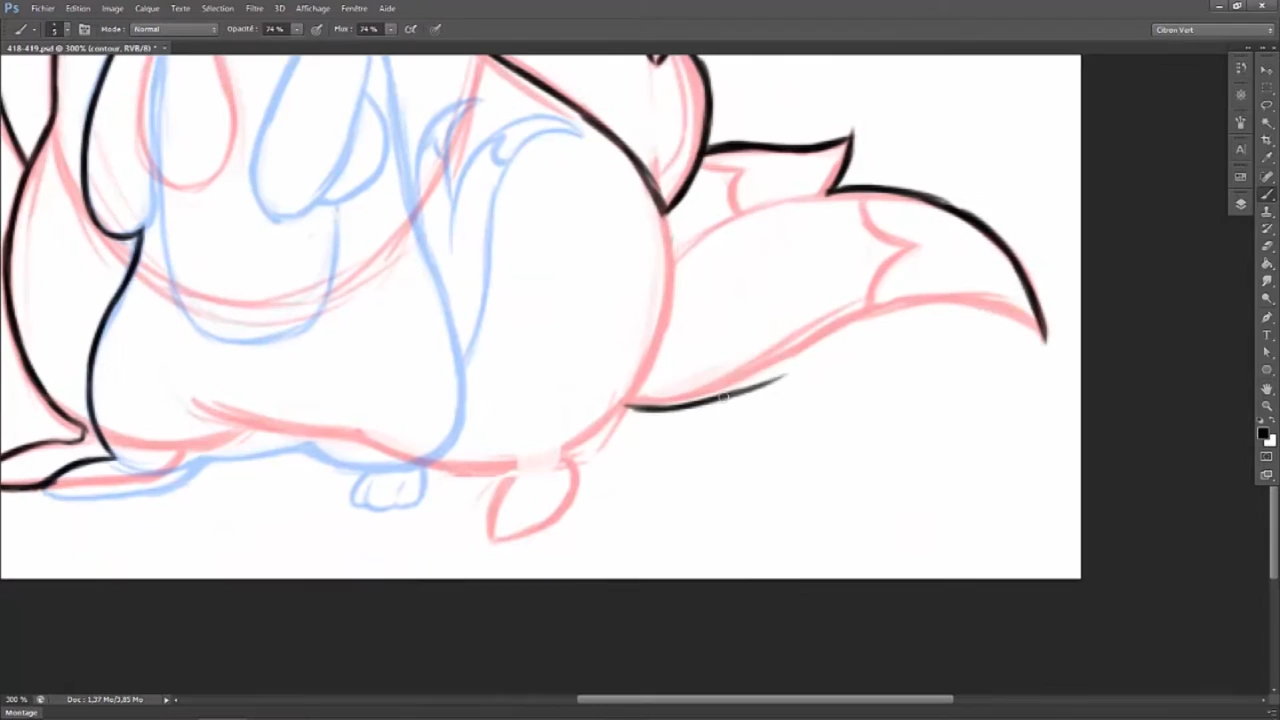 Ps Fichier Edition Image Calque Texte Sélection Filtre 3D Affichage Fenêtre Aide
5 Mode : Normal Opacité : 74 % Flux : 74 % Citron Vert
418-419.psd @ 300% (contour, RVB/8) *
300 % Doc : 1,37 Mo/3,85 Mo
Montage